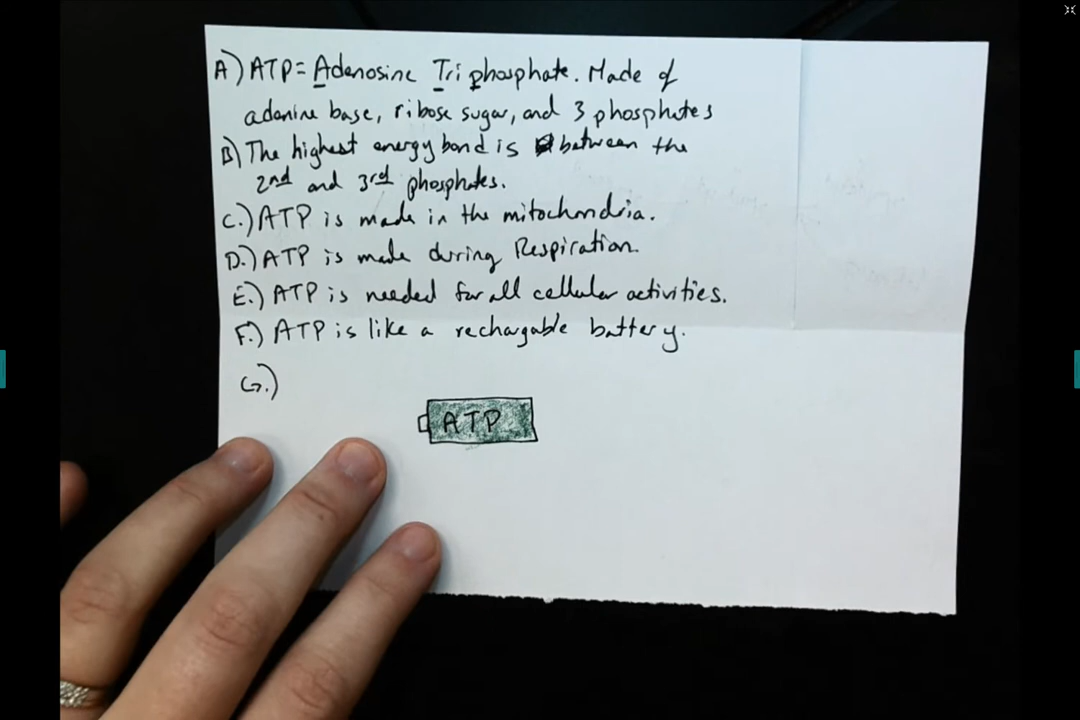 A) ATP = Adenosine Tri phosphate. Made of
adenine base, ribose sugar, and 3 phosphates
B) The highest energy bond is between the
2nd and 3rd phosphates.
C.) ATP is made in the mitochondria.
D.) ATP is made during Respiration.
E.) ATP is needed for all cellular activities.
F.) ATP is like a rechargable battery.
G.)
ATP